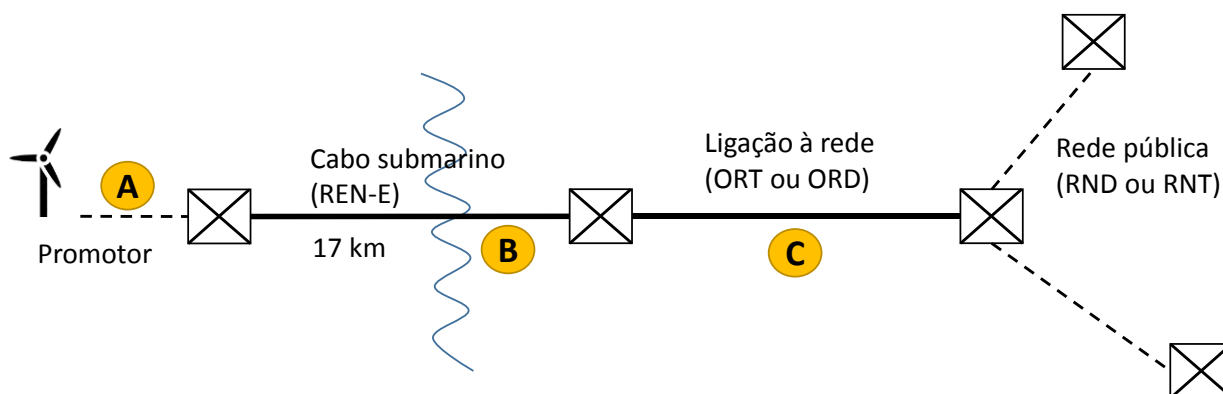 A
Promotor
Cabo submarino
(REN-E)
17 km
B
Ligação à rede
(ORT ou ORD)
C
Rede pública
(RND ou RNT)